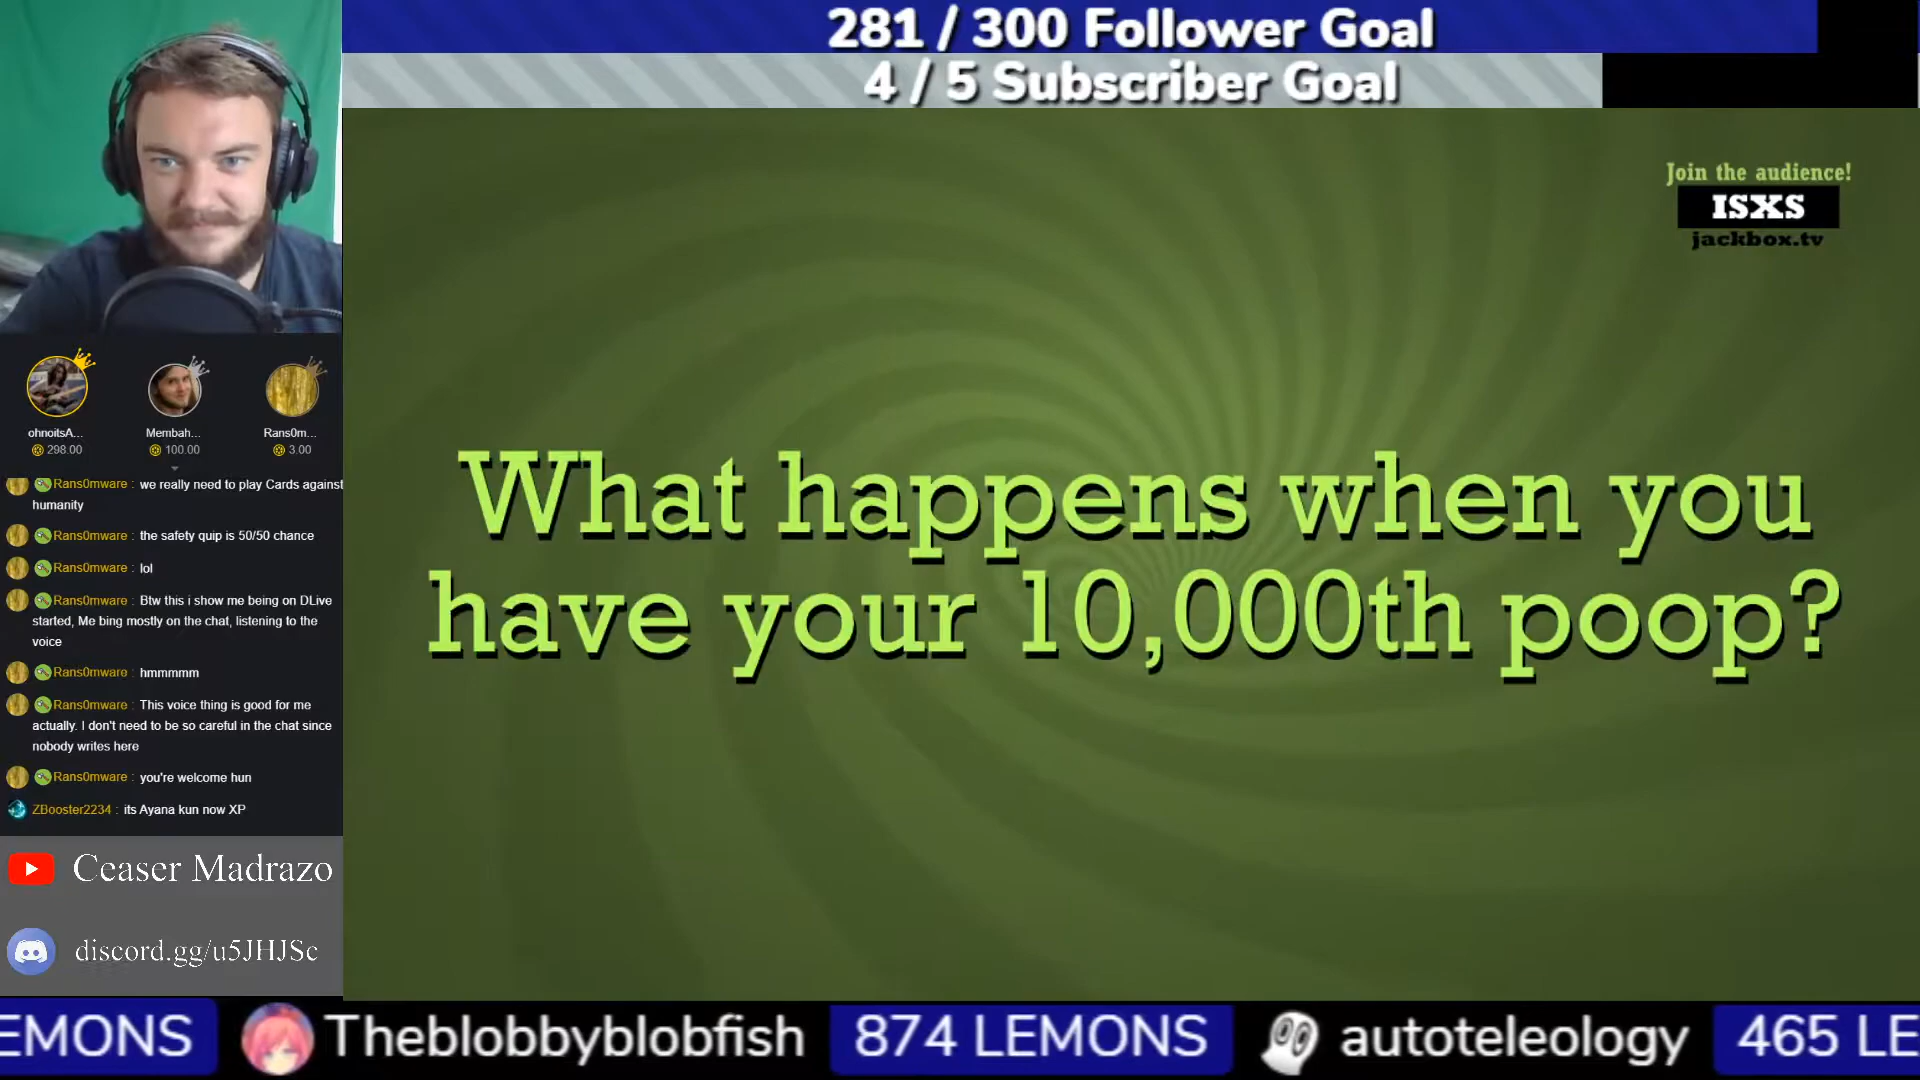 281 / 300 Follower Goal
4 / 5 Subscriber Goal
Join the audience!
ISXS
jackbox.tv
What happens when you
have your 10,000th poop?
ohnoitsA...
298.00
Membah...
100.00
Rans0m...
3.00
Rans0mware : we really need to play Cards against
humanity
Rans0mware : the safety quip is 50/50 chance
Rans0mware : lol
Rans0mware : Btw this i show me being on DLive
started, Me bing mostly on the chat, listening to the
voice
Rans0mware : hmmmmm
Rans0mware : This voice thing is good for me
actually. I don't need to be so careful in the chat since
nobody writes here
Rans0mware : you're welcome hun
ZBooster2234 : its Ayana kun now XP
Ceaser Madrazo
discord.gg/u5JHJSc
EMONS Theblobbyblobfish 874 LEMONS autoteleology 465 LE